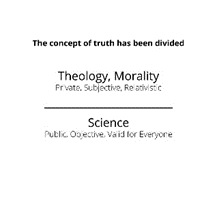 The concept of truth has been divided
Theology, Morality
Private, Subjective, Relativistic
Science
Public, Objective, Valid for Everyone